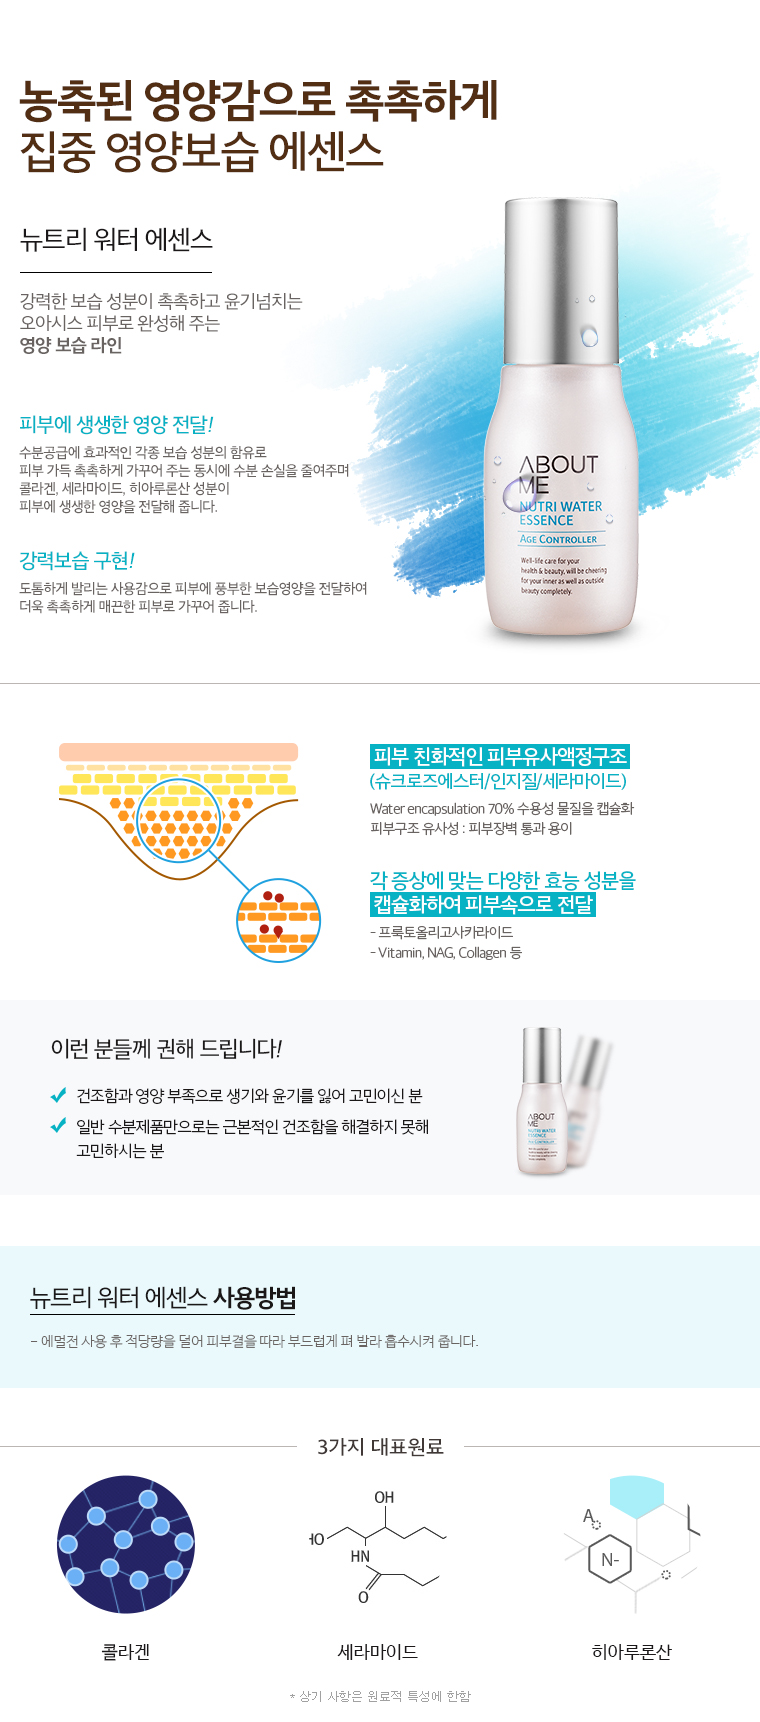 농축된 영양감으로 촉촉하게
집중 영양보습 에센스
뉴트리 워터 에센스
강력한 보습 성분이 촉촉하고 윤기넘치는
오아시스 피부로 완성해 주는
영양 보습 라인
피부에 생생한 영양 전달!
수분공급에 효과적인 각종 보습 성분의 함유로
피부 가득 촉촉하게 가꾸어 주는 동시에 수분 손실을 줄여주며
콜라겐, 세라마이드, 히아루론산 성분이
피부에 생생한 영양을 전달해 줍니다.
강력보습 구현!
도톰하게 발리는 사용감으로 피부에 풍부한 보습영양을 전달하여
더욱 촉촉하게 매끈한 피부로 가꾸어 줍니다.
ABOUT
ME
NUTRI WATER
ESSENCE
AGE CONTROLLER
Well-life care for your
health & beauty, will be cheering
for your inner as well as outside
beauty completely.
피부 친화적인 피부유사액정구조
(슈크로즈에스터/인지질/세라마이드)
Water encapsulation 70% 수용성 물질을 캡슐화
피부구조 유사성 : 피부장벽 통과 용이
각 증상에 맞는 다양한 효능 성분을
캡슐화하여 피부속으로 전달
- 프룩토올리고사카라이드
- Vitamin, NAG, Collagen 등
이런 분들께 권해 드립니다!
건조함과 영양 부족으로 생기와 윤기를 잃어 고민이신 분
일반 수분제품만으로는 근본적인 건조함을 해결하지 못해
고민하시는 분
ABOUT
ME
NUTRI WATER
ESSENCE
AGE CONTROLLER
뉴트리 워터 에센스 사용방법
- 에멀전 사용 후 적당량을 덜어 피부결을 따라 부드럽게 펴 발라 흡수시켜 줍니다.
3가지 대표원료
OH
HO
HN
O
A
N-
콜라겐
세라마이드
히아루론산
* 상기 사항은 원료적 특성에 한함